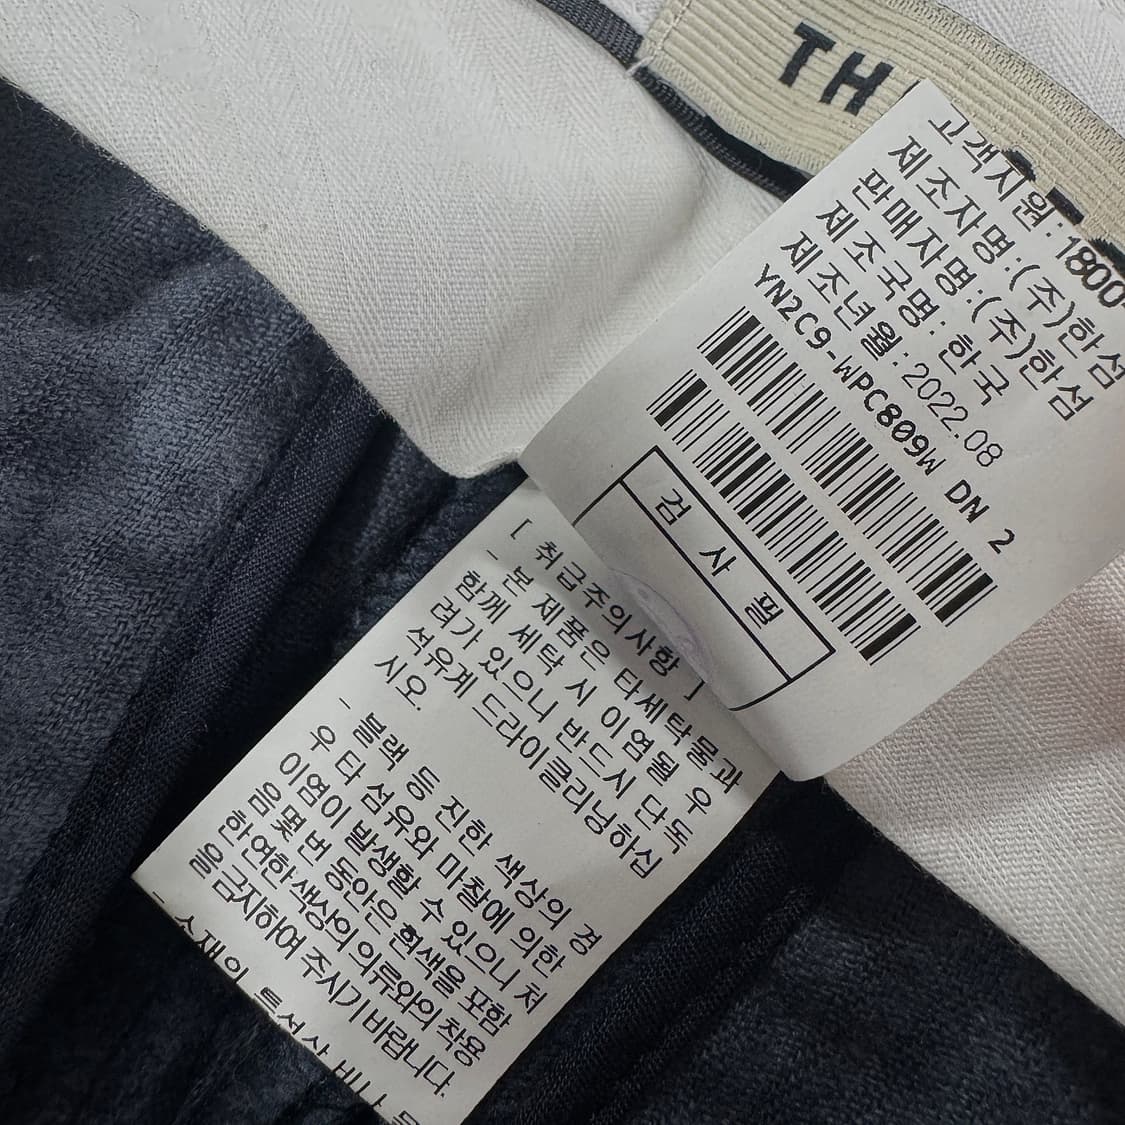 TH
고객지원:1800
제조자명:(주)한섬
판매자명:(주)한섬
제조국명:한국
제조년월:2022.08
YN2C9-WPC809W DN 2
검 사 필
[ 취급주의사항 ]
- 본 제품은 타세탁물과
함께 세탁 시 이염될 우
려가 있으니 반드시 단독
석유계 드라이클리닝하십
시오
- 블랙 등 진한 색상의 경
우 타 섬유와 마찰에 의한
이염이 발생할 수 있으니 처
음 몇 번 동안은 흰색을 포함
한 연한 색상의 의류와의 착용
을 금지하여 주시기 바랍니다.
- 소재의 특성상